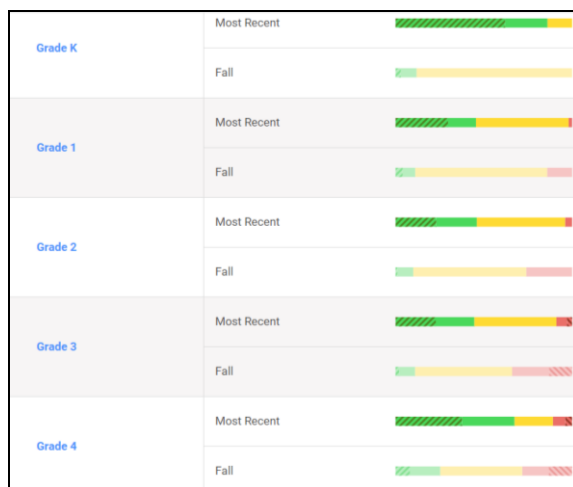 Most Recent
Grade K
Fall
Most Recent
Grade 1
Fall
Most Recent
Grade 2
Fall
Most Recent
Grade 3
Fall
Most Recent
Grade 4
Fall